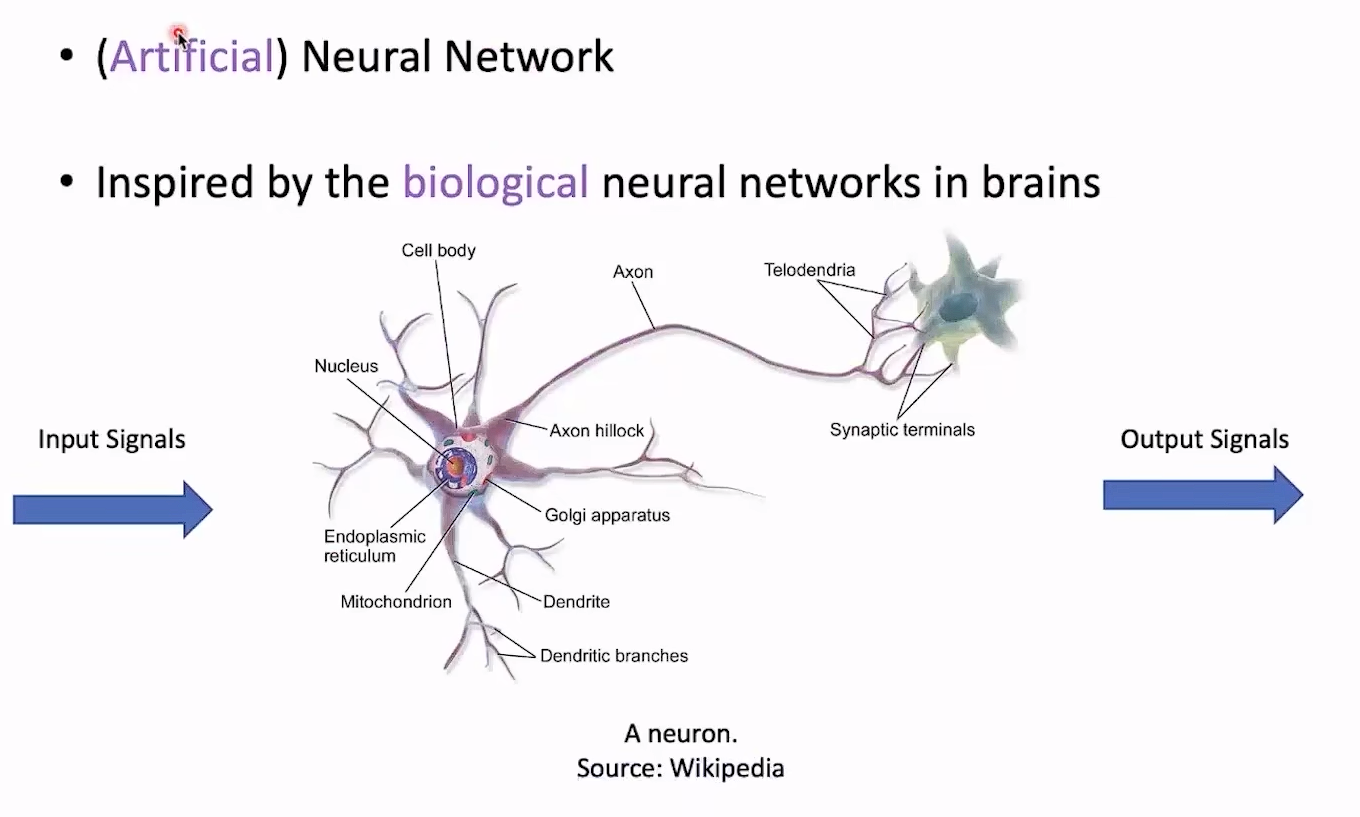 • (Artificial) Neural Network
• Inspired by the biological neural networks in brains
Cell body
Axon
Telodendria
Nucleus
Input Signals
Axon hillock
Synaptic terminals
Output Signals
Golgi apparatus
Endoplasmic
reticulum
Mitochondrion
Dendrite
Dendritic branches
A neuron.
Source: Wikipedia